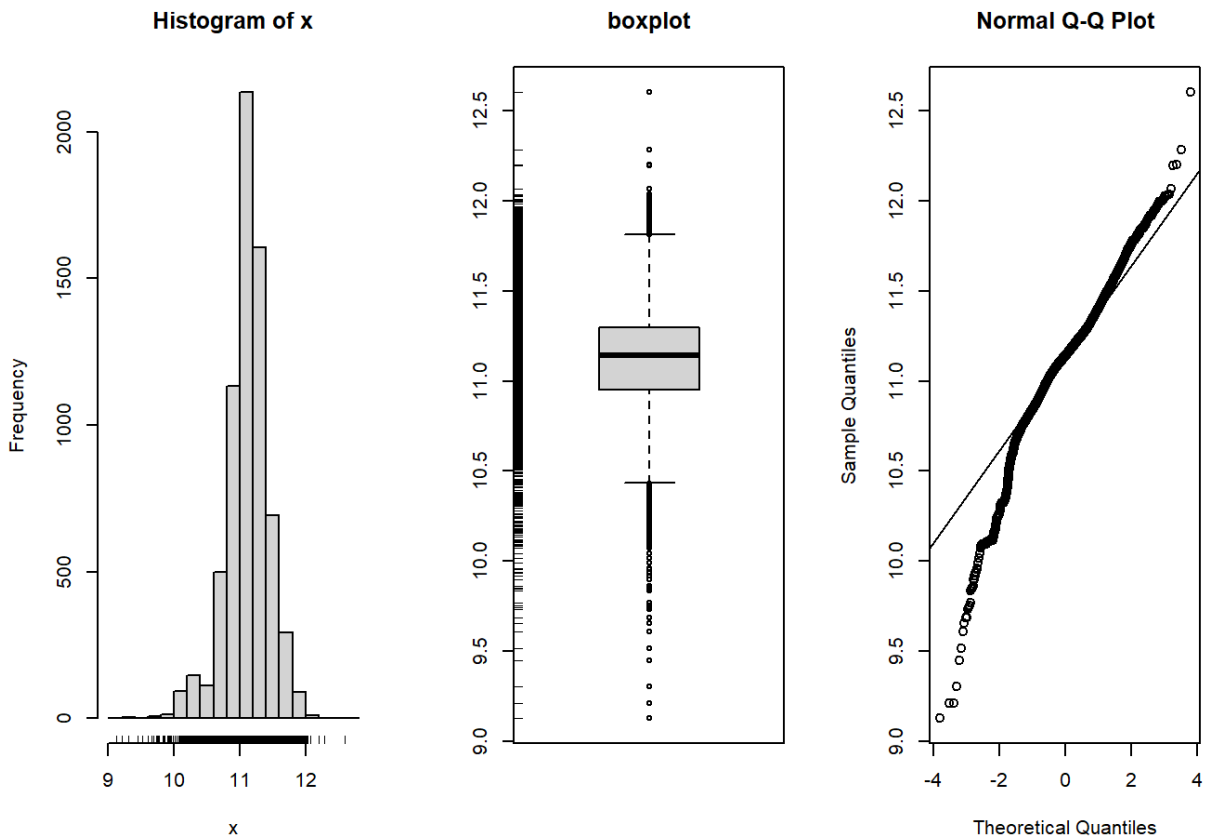 Histogram of x
Frequency
2000
1500
1000
500
0
9 10 11 12
x
boxplot
12.5
12.0
11.5
11.0
10.5
10.0
9.5
9.0
Normal Q-Q Plot
Sample Quantiles
12.5
12.0
11.5
11.0
10.5
10.0
9.5
9.0
-4 -2 0 2 4
Theoretical Quantiles